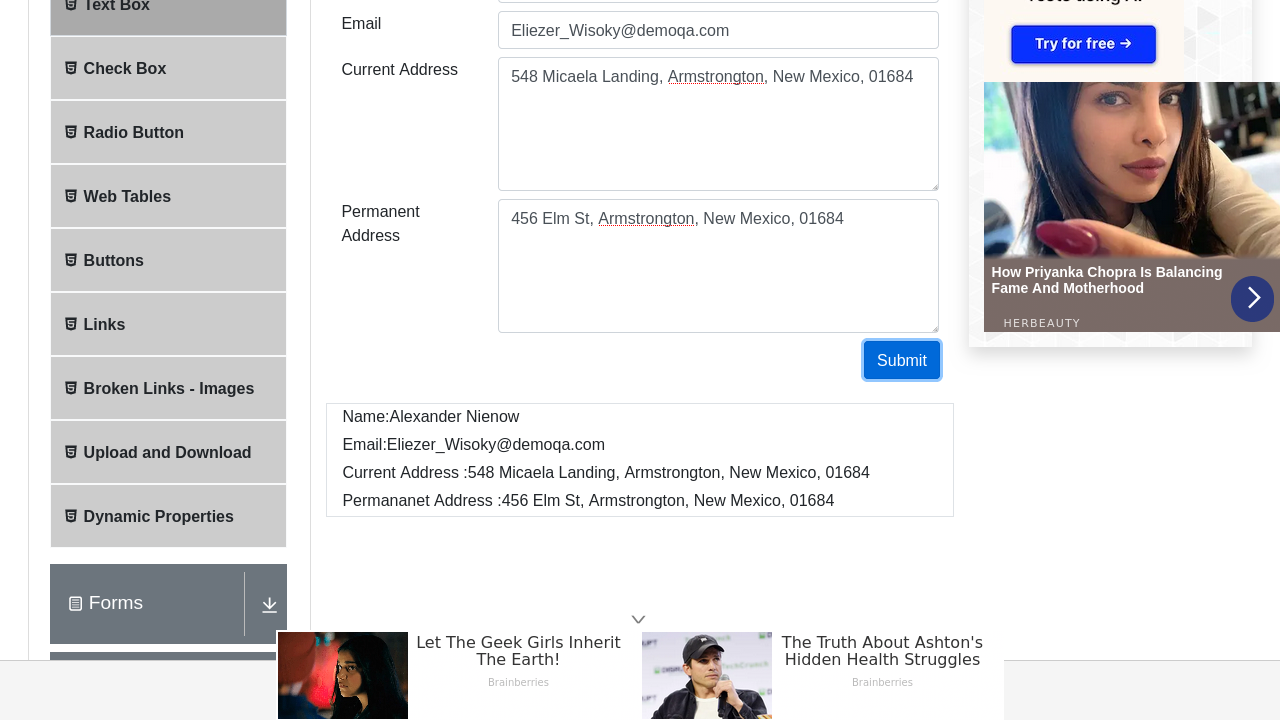 Text Box
Check Box
Radio Button
Web Tables
Buttons
Links
Broken Links - Images
Upload and Download
Dynamic Properties
Forms
Email
Eliezer_Wisoky@demoqa.com
Current Address
548 Micaela Landing, Armstrongton, New Mexico, 01684
Permanent
Address
456 Elm St, Armstrongton, New Mexico, 01684
Submit
Name:Alexander Nienow
Email:Eliezer_Wisoky@demoqa.com
Current Address :548 Micaela Landing, Armstrongton, New Mexico, 01684
Permananet Address :456 Elm St, Armstrongton, New Mexico, 01684
Try for free →
How Priyanka Chopra Is Balancing
Fame And Motherhood
HERBEAUTY
Let The Geek Girls Inherit
The Earth!
Brainberries
The Truth About Ashton's
Hidden Health Struggles
Brainberries